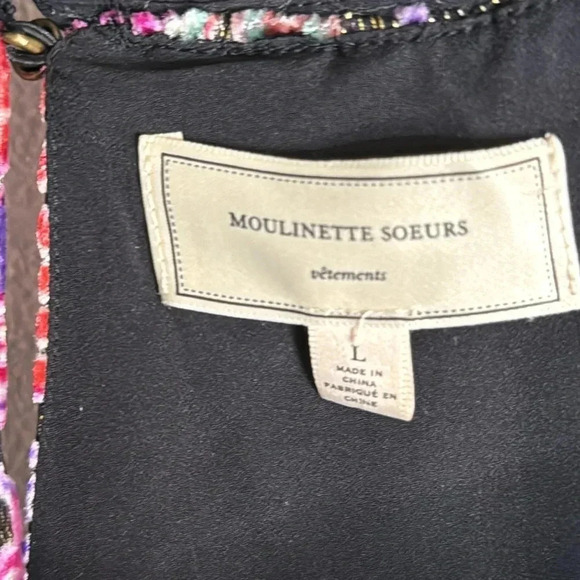 MOULINETTE SOEURS
vêtements
L
MADE IN
CHINA
FABRIQUÉ EN
CHINE